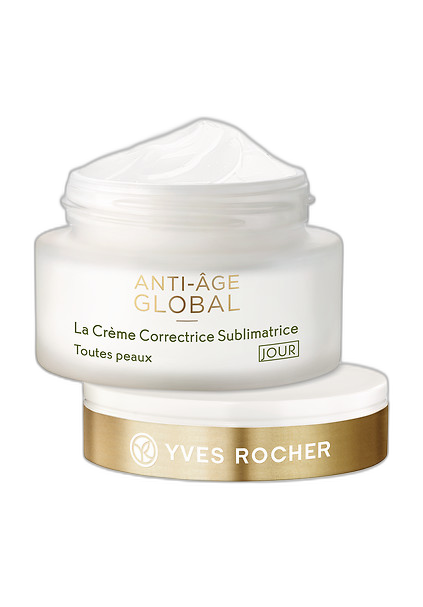 ANTI-ÂGE
GLOBAL
La Crème Correctrice Sublimatrice
Toutes peaux
JOUR
YVES ROCHER